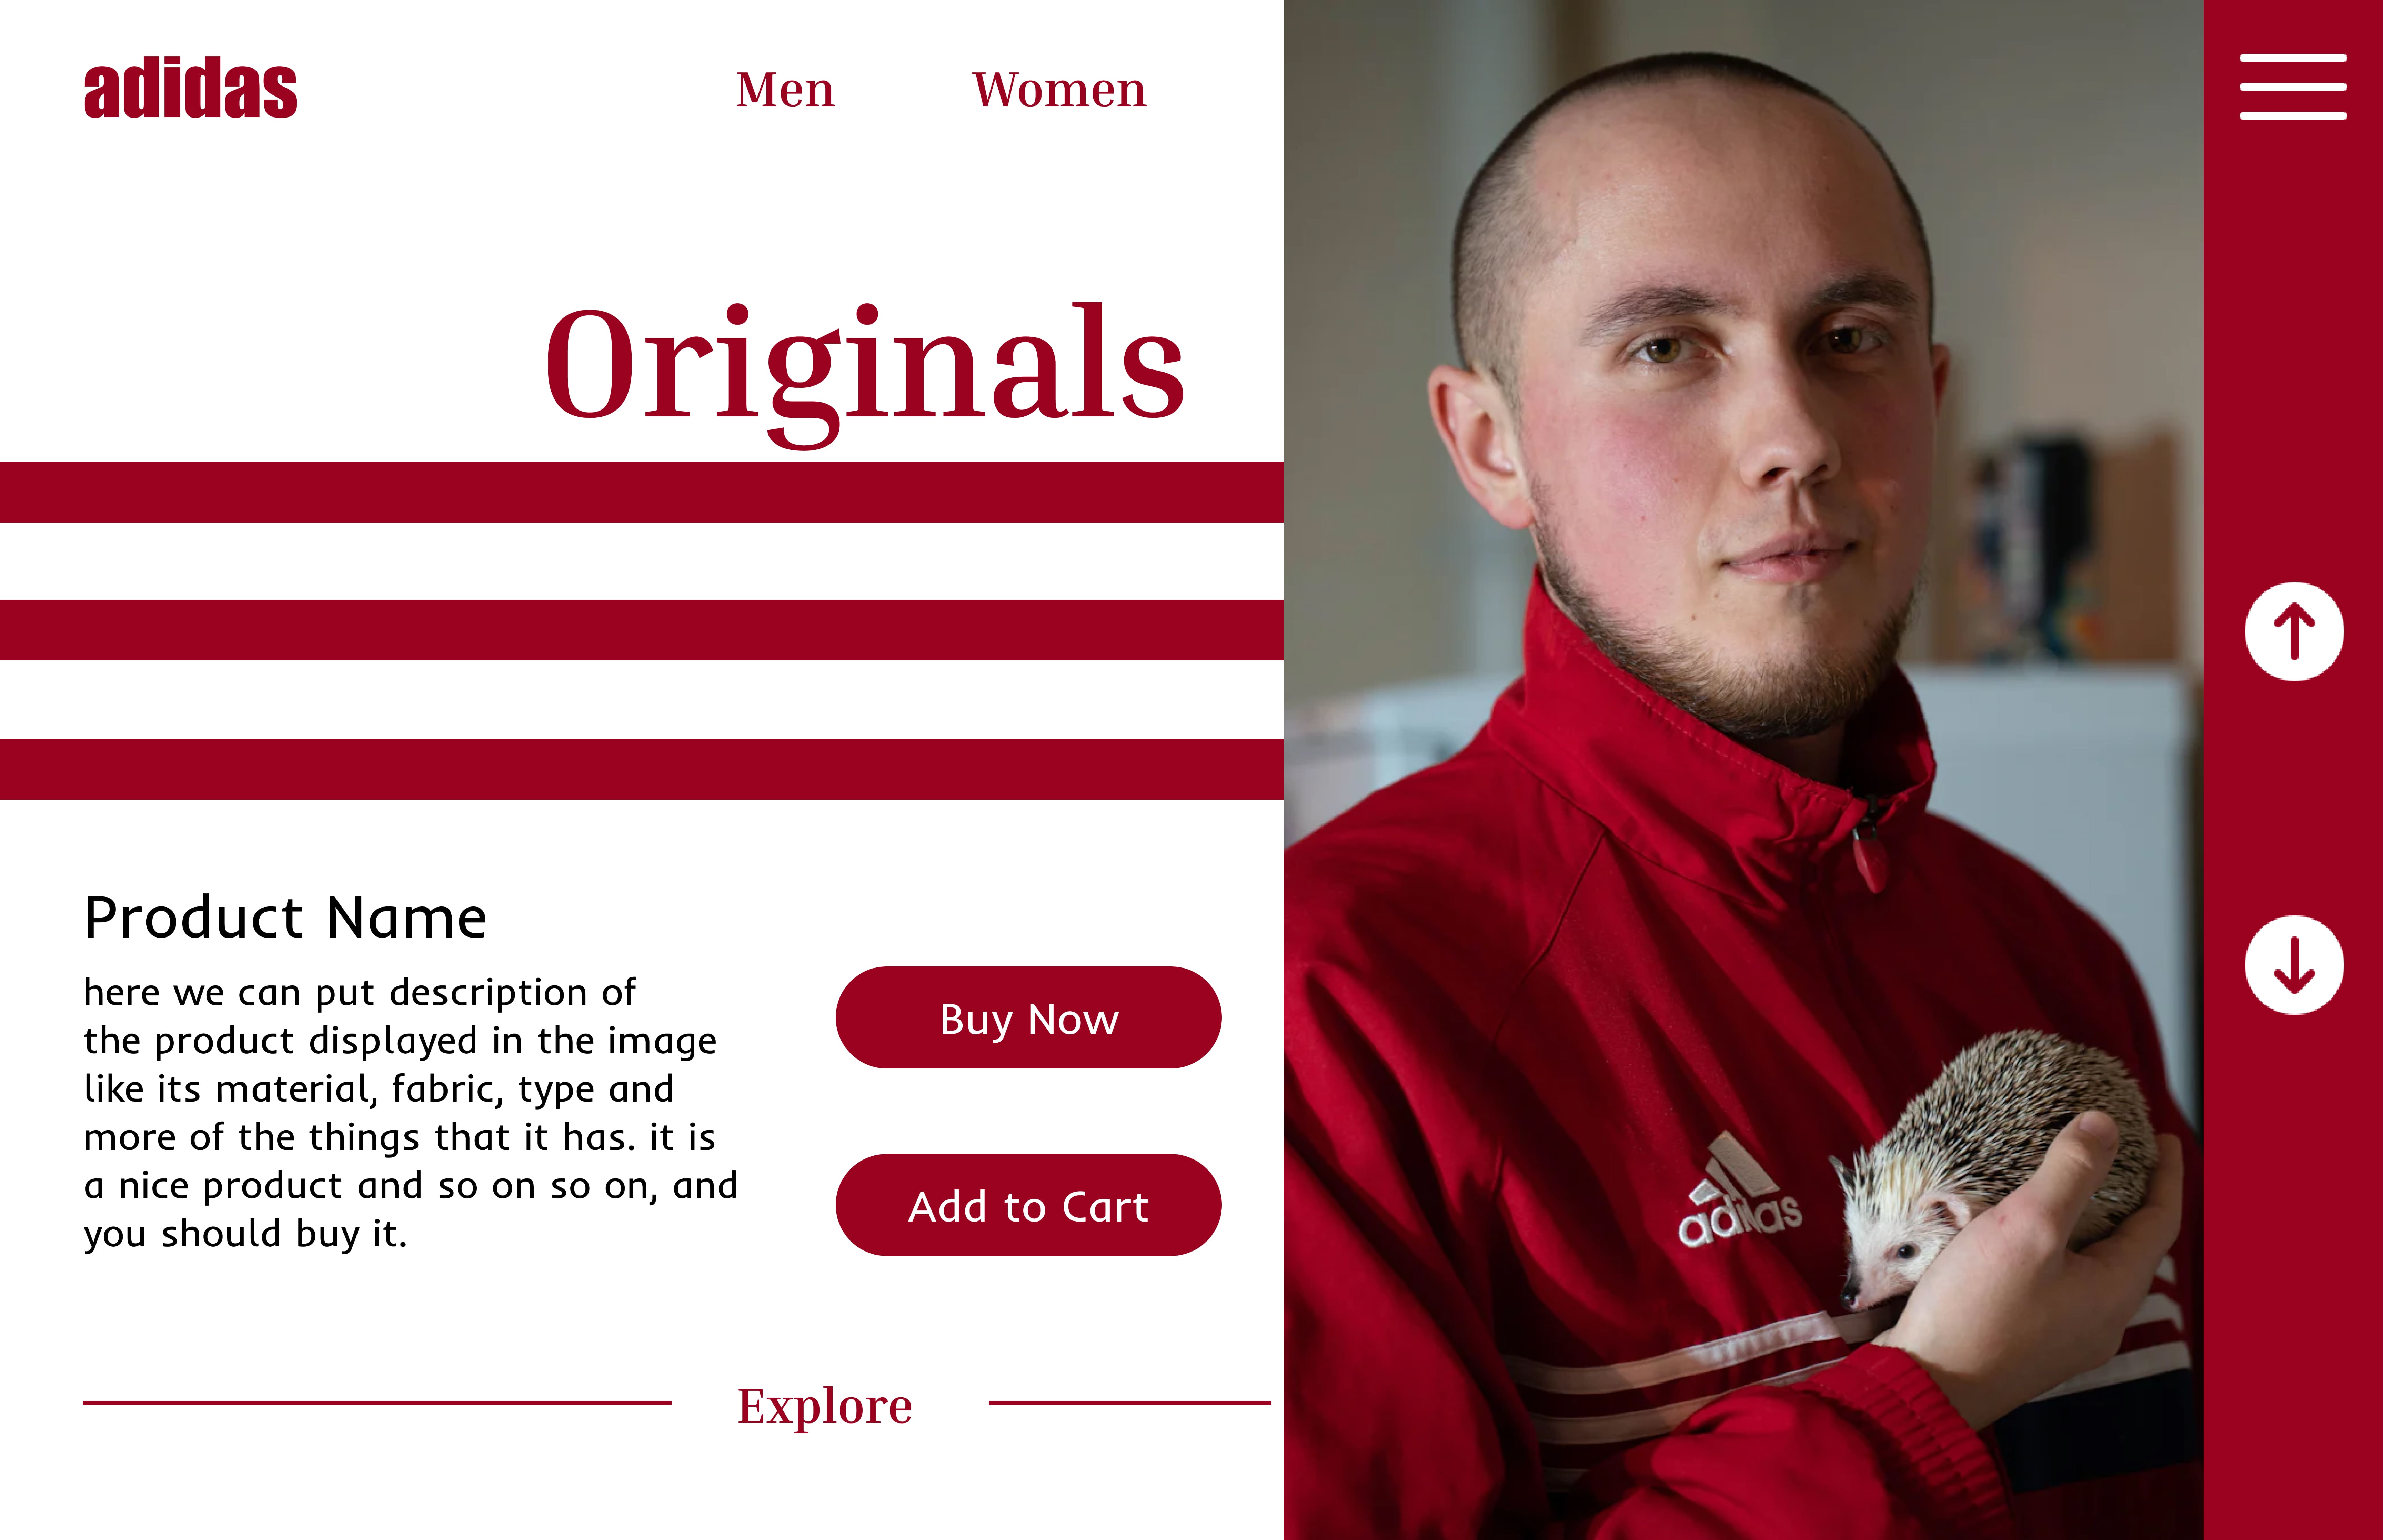 adidas
Men
Women
Originals
Product Name
here we can put description of
the product displayed in the image
like its material, fabric, type and
more of the things that it has. it is
a nice product and so on so on, and
you should buy it.
Buy Now
Add to Cart
Explore
adidas